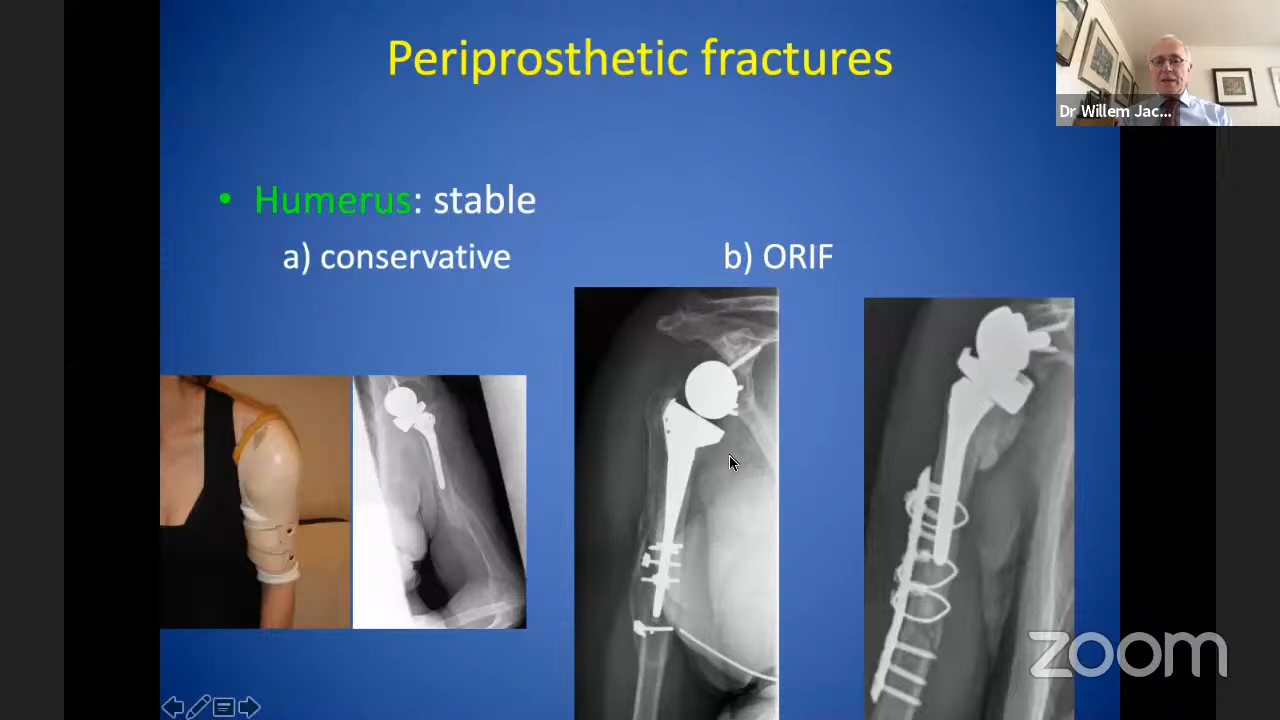 Periprosthetic fractures
Dr Willem Jac...
• Humerus: stable
a) conservative
b) ORIF
zoom